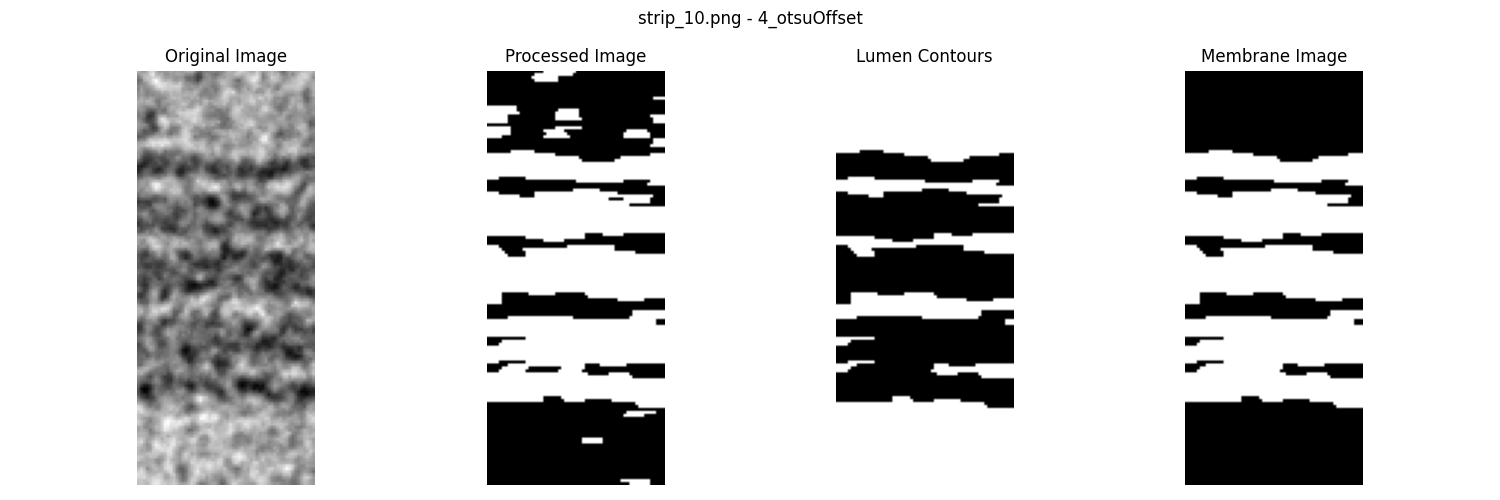 strip_10.png - 4_otsuOffset
Original Image
Processed Image
Lumen Contours
Membrane Image